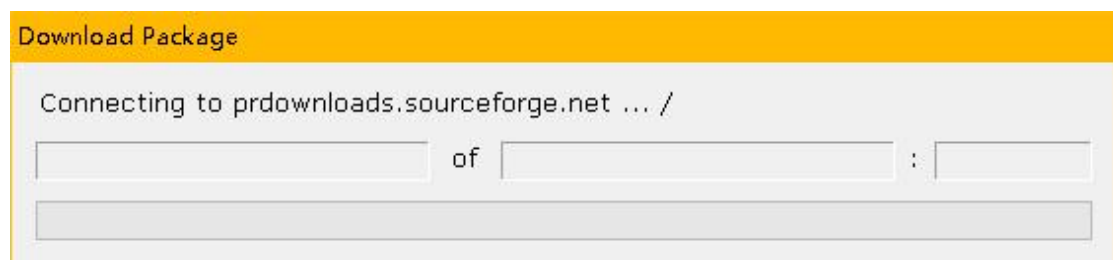 Download Package
Connecting to prdownloads.sourceforge.net ... /
of :